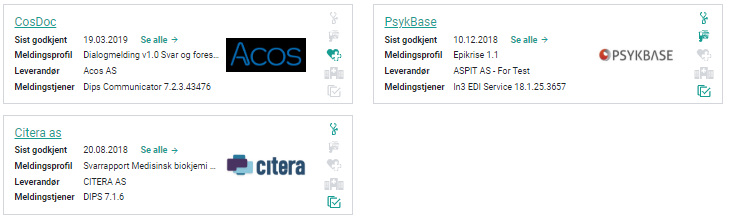 CosDoc
Sist godkjent 19.03.2019 Se alle →
Meldingsprofil Dialogmelding v1.0 Svar og fores...
Leverandør Acos AS
Meldingstjener Dips Communicator 7.2.3.43476
Acos
PsykBase
Sist godkjent 10.12.2018 Se alle →
Meldingsprofil Epikrise 1.1
Leverandør ASPIT AS - For Test
Meldingstjener In3 EDI Service 18.1.25.3657
PSYKBASE
Citera as
Sist godkjent 20.08.2018 Se alle →
Meldingsprofil Svarrapport Medisinsk biokjemi ...
Leverandør CITERA AS
Meldingstjener DIPS 7.1.6
citera